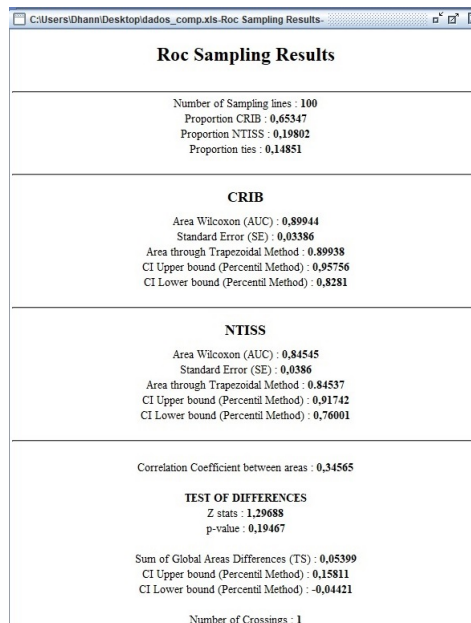 C:\Users\Dhann\Desktop\dados_comp.xls-Roc Sampling Results-
Roc Sampling Results
Number of Sampling lines : 100
Proportion CRIB : 0,65347
Proportion NTISS : 0,19802
Proportion ties : 0,14851
CRIB
Area Wilcoxon (AUC) : 0,89944
Standard Error (SE) : 0,03386
Area through Trapezoidal Method : 0.89938
CI Upper bound (Percentil Method) : 0,95756
CI Lower bound (Percentil Method) : 0,8281
NTISS
Area Wilcoxon (AUC) : 0,84545
Standard Error (SE) : 0,0386
Area through Trapezoidal Method : 0.84537
CI Upper bound (Percentil Method) : 0,91742
CI Lower bound (Percentil Method) : 0,76001
Correlation Coefficient between areas : 0,34565
TEST OF DIFFERENCES
Z stats : 1,29688
p-value : 0,19467
Sum of Global Areas Differences (TS) : 0,05399
CI Upper bound (Percentil Method) : 0,15811
CI Lower bound (Percentil Method) : -0,04421
Number of Crossings : 1